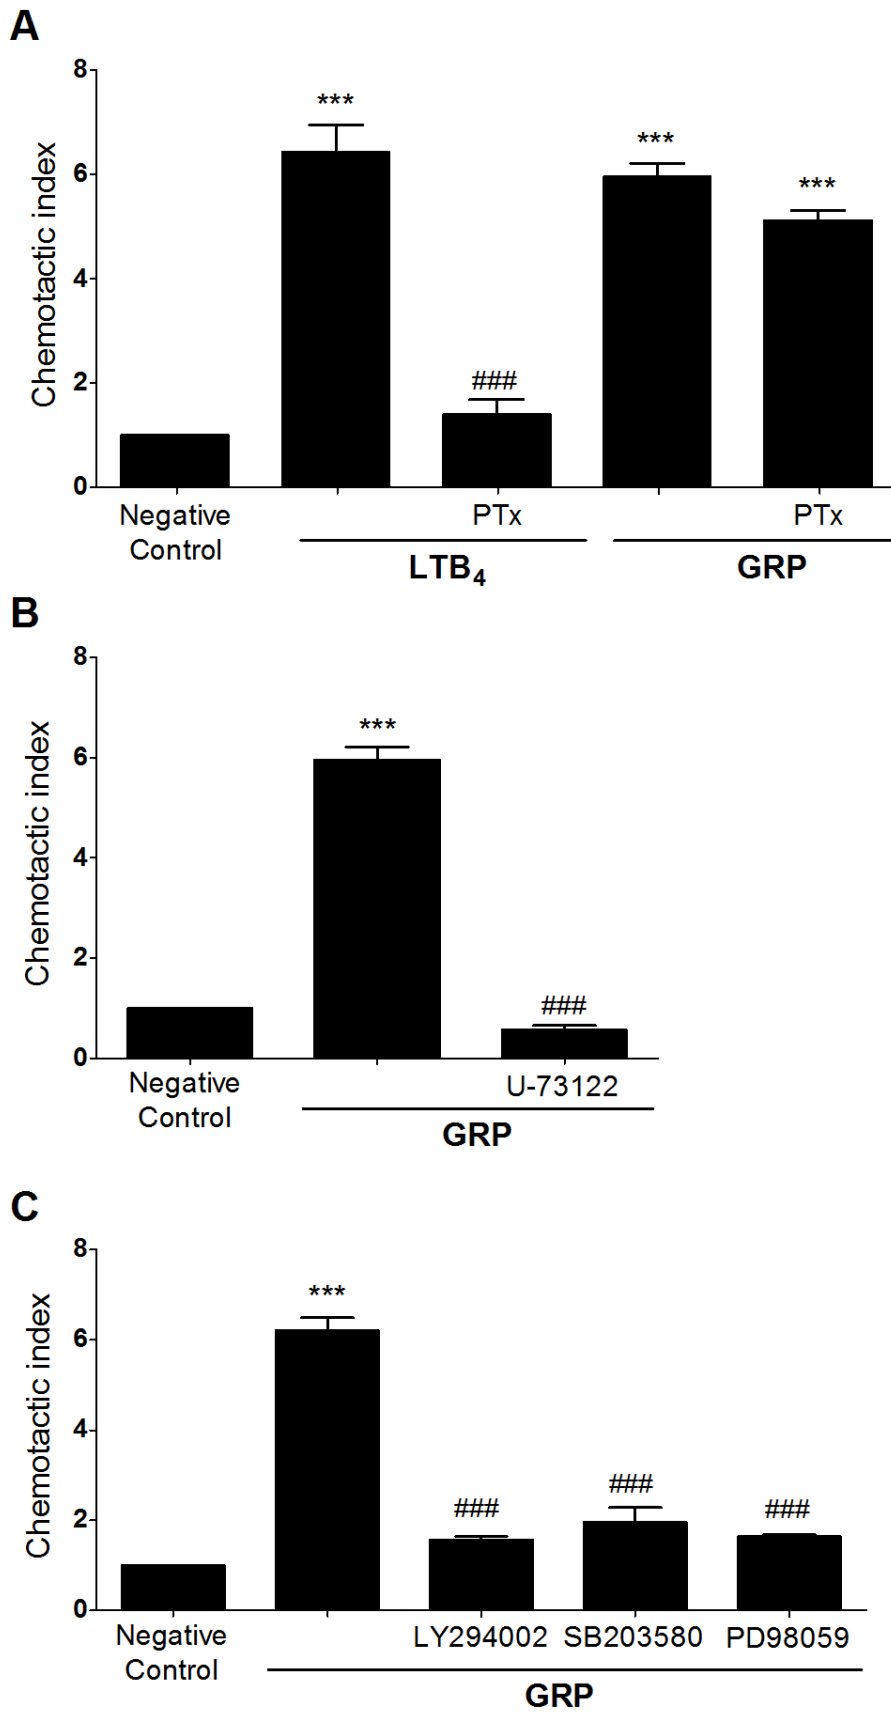 A
8
***
***
***
6
Chemotactic index
4
###
2
0
Negative
Control
PTx
PTx
LTB4
GRP
B
8
***
6
Chemotactic index
4
2
###
0
Negative
Control
U-73122
GRP
C
8
***
6
Chemotactic index
4
###
###
###
2
0
Negative
Control
LY294002 SB203580 PD98059
GRP